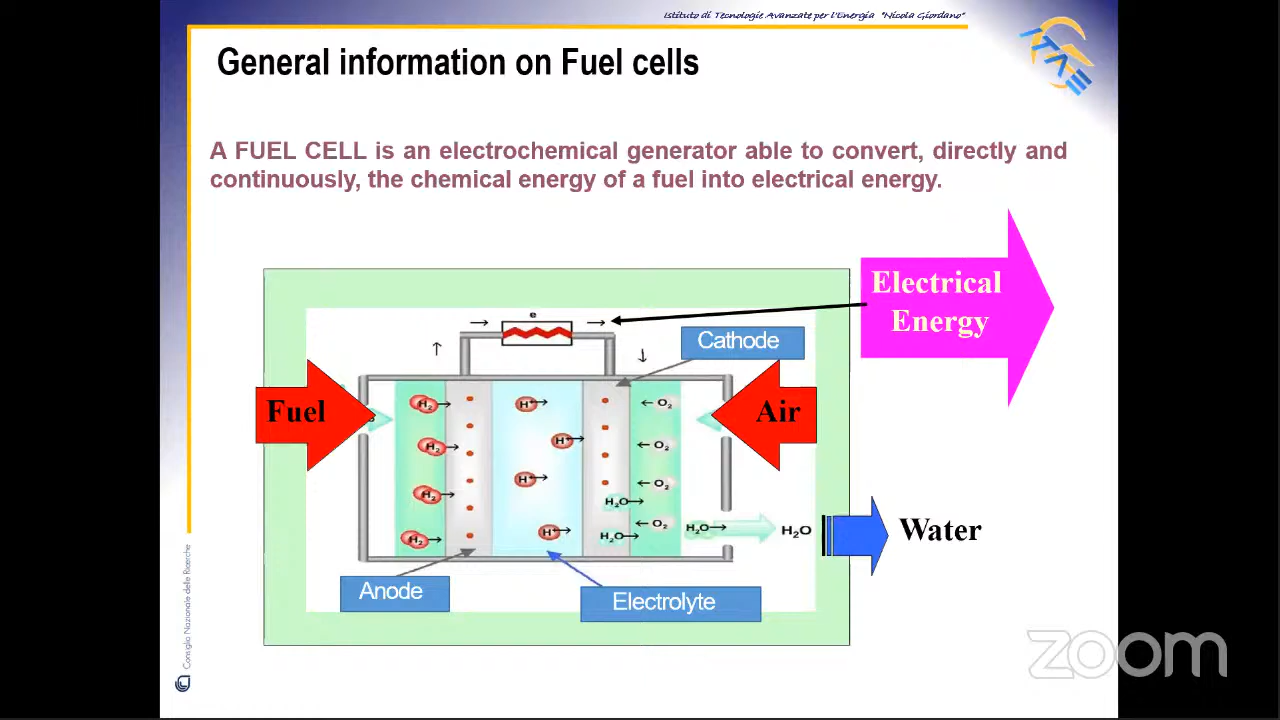 Istituto di Tecnologie Avanzate per l'Energia "Nicola Giordano"
ITAE
General information on Fuel cells
A FUEL CELL is an electrochemical generator able to convert, directly and
continuously, the chemical energy of a fuel into electrical energy.
Electrical
Energy
e
→ →
Cathode
↑ ↓
Fuel
Air
H₂ → H⁺ → ← O₂
H₂ → H⁺ → ← O₂
H₂ → H⁺ → ← O₂
H₂O →
H₂ → H⁺ → H₂O → ← O₂
H₂O → H₂O
Water
Anode
Electrolyte
Consiglio Nazionale delle Ricerche
zoom